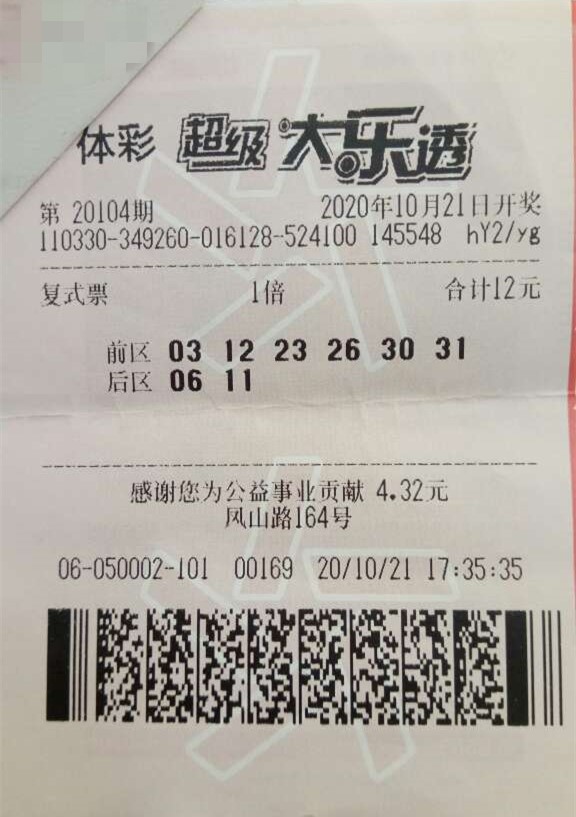 体彩 超级大乐透
第 20104期 2020年10月21日开奖
110330-349260-016128-524100 145548 hY2/yg
复式票 1倍 合计12元
前区 03 12 23 26 30 31
后区 06 11
感谢您为公益事业贡献 4.32元
凤山路164号
06-050002-101 00169 20/10/21 17:35:35